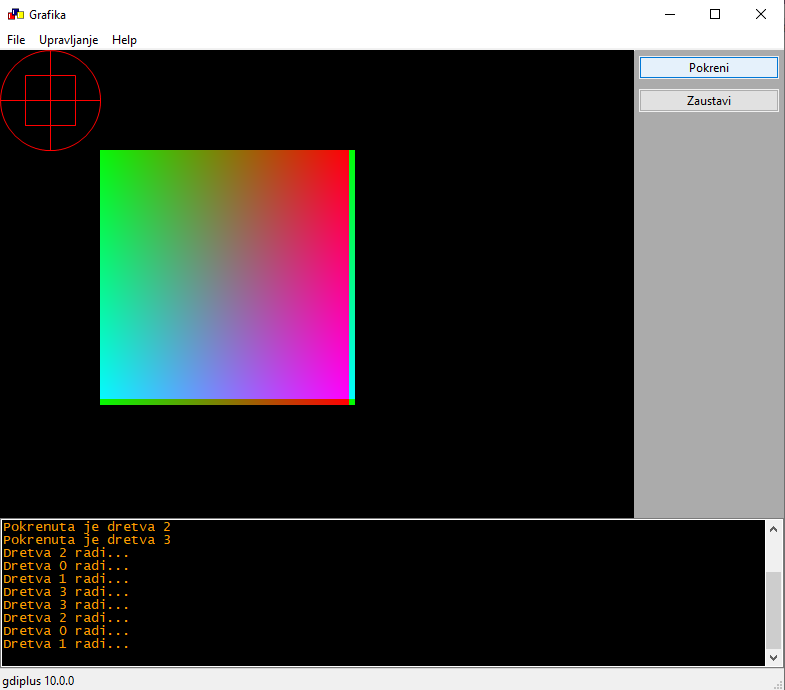 Grafika
File Upravljanje Help
Pokreni
Zaustavi
Pokrenuta je dretva 2
Pokrenuta je dretva 3
Dretva 2 radi...
Dretva 0 radi...
Dretva 1 radi...
Dretva 3 radi...
Dretva 3 radi...
Dretva 2 radi...
Dretva 0 radi...
Dretva 1 radi...
gdiplus 10.0.0